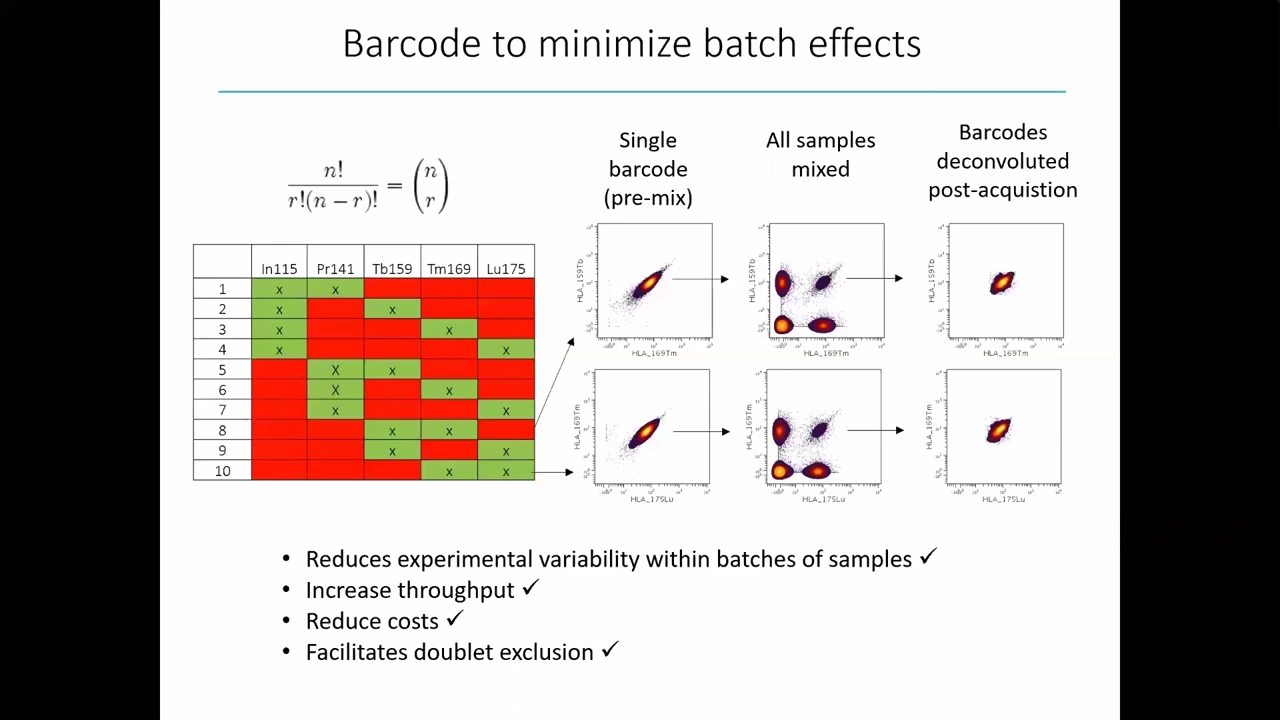 Barcode to minimize batch effects
n!
r!(n − r)!
=
(n
r)
Single
barcode
(pre-mix)
All samples
mixed
Barcodes
deconvoluted
post-acquistion
In115 Pr141 Tb159 Tm169 Lu175
1 x x
2 x x
3 x x
4 x x
5 X x
6 X x
7 x x
8 x x
9 x x
10 x x
HLA_159Tb
HLA_169Tm
HLA_159Tb
HLA_169Tm
HLA_159Tb
HLA_169Tm
HLA_169Tm
HLA_175Lu
HLA_169Tm
HLA_175Lu
HLA_169Tm
HLA_175Lu
• Reduces experimental variability within batches of samples ✓
• Increase throughput ✓
• Reduce costs ✓
• Facilitates doublet exclusion ✓